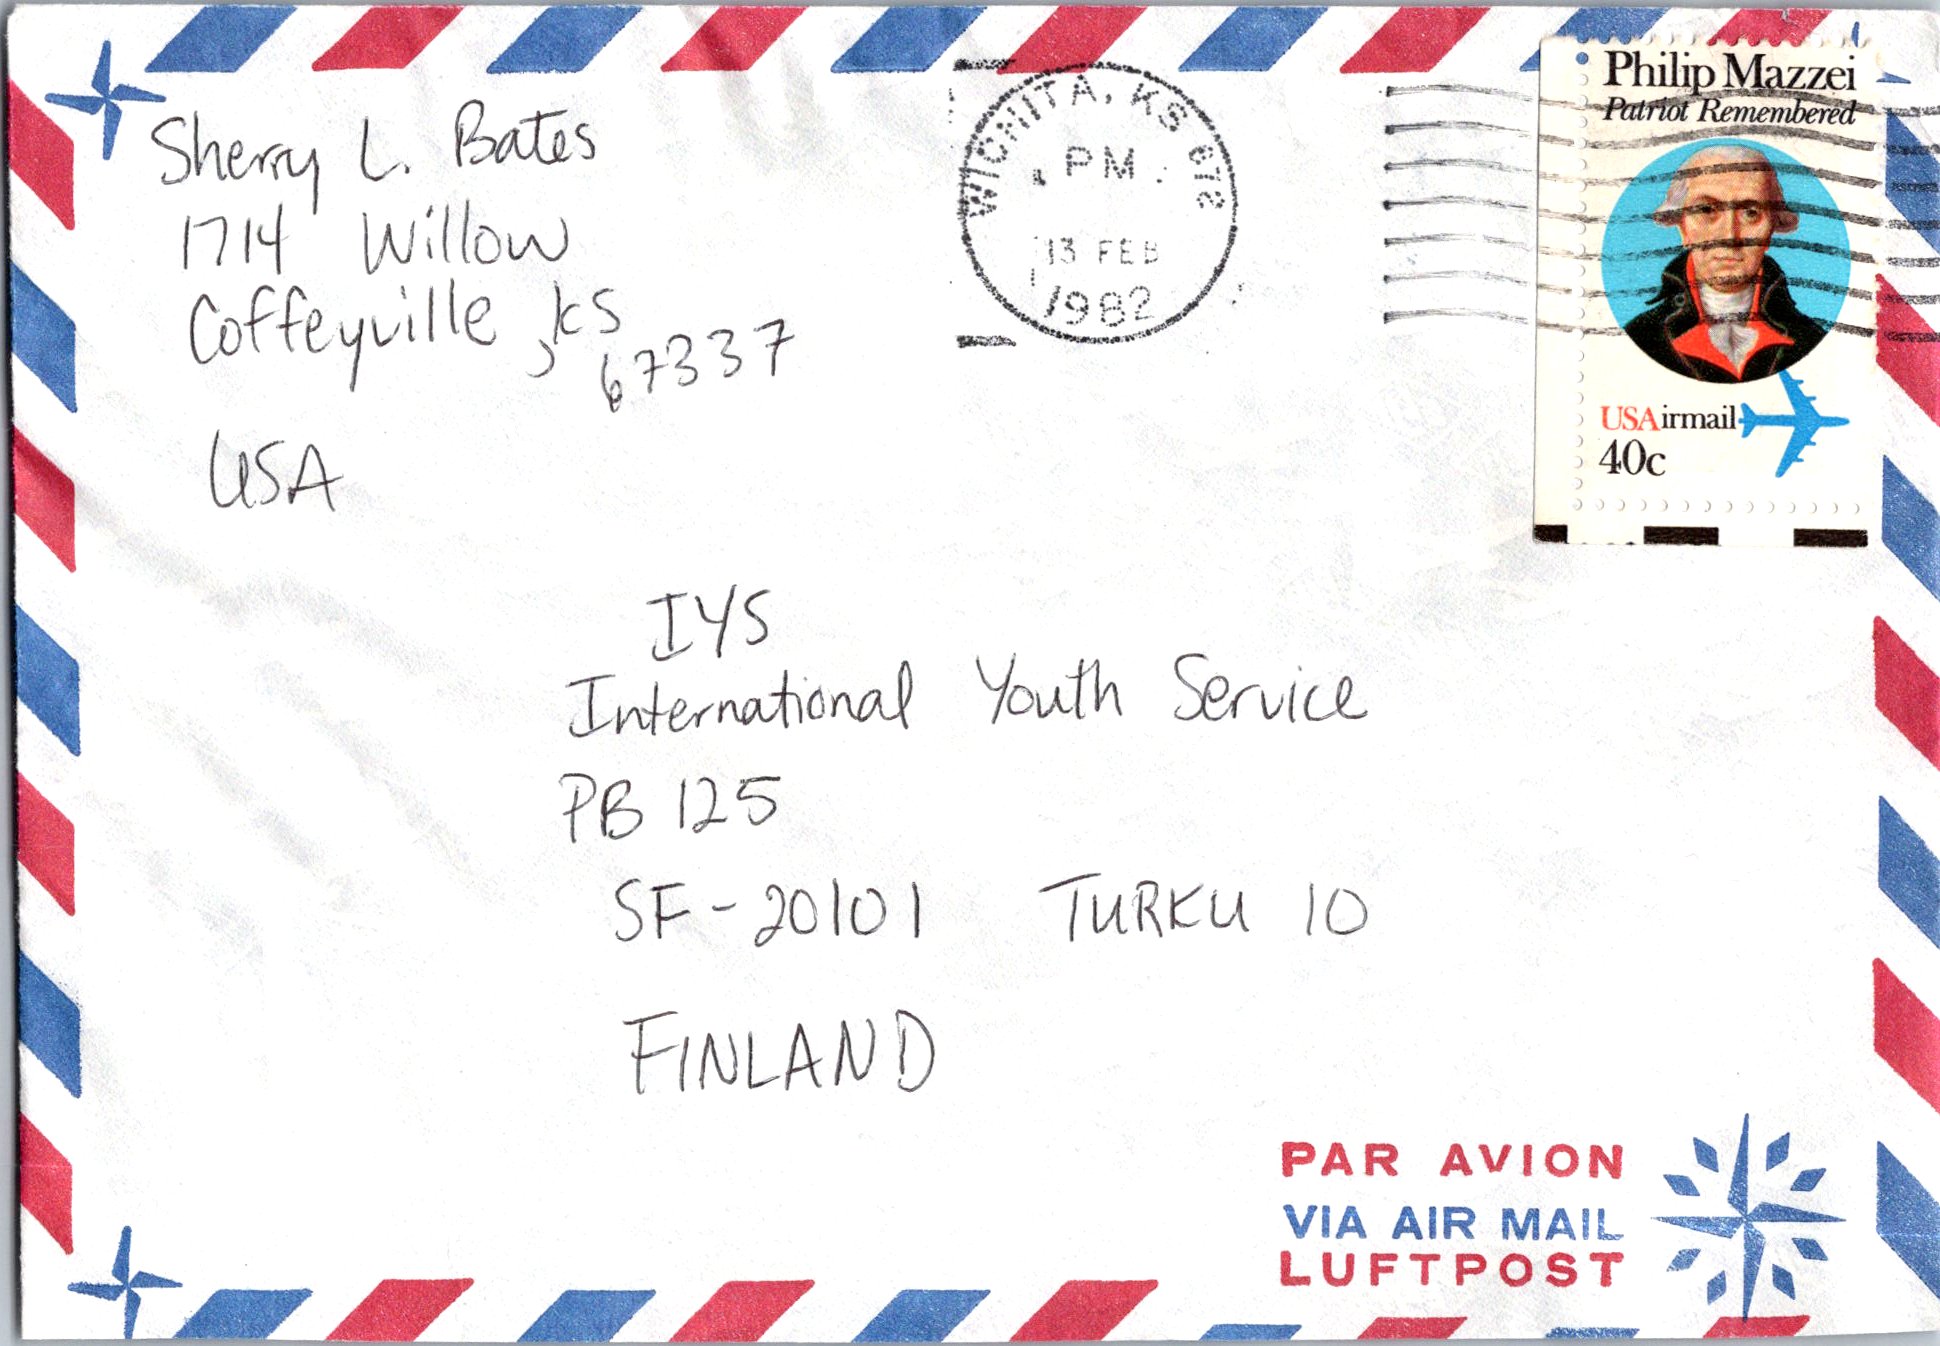 Sherry L. Bates
1714 Willow
Coffeyville, KS
67337
USA
WICHITA, KS 672
PM
13 FEB
1982
Philip Mazzei
Patriot Remembered
USAirmail
40c
IYS
International Youth Service
PB 125
SF-20101 TURKU 10
FINLAND
PAR AVION
VIA AIR MAIL
LUFTPOST